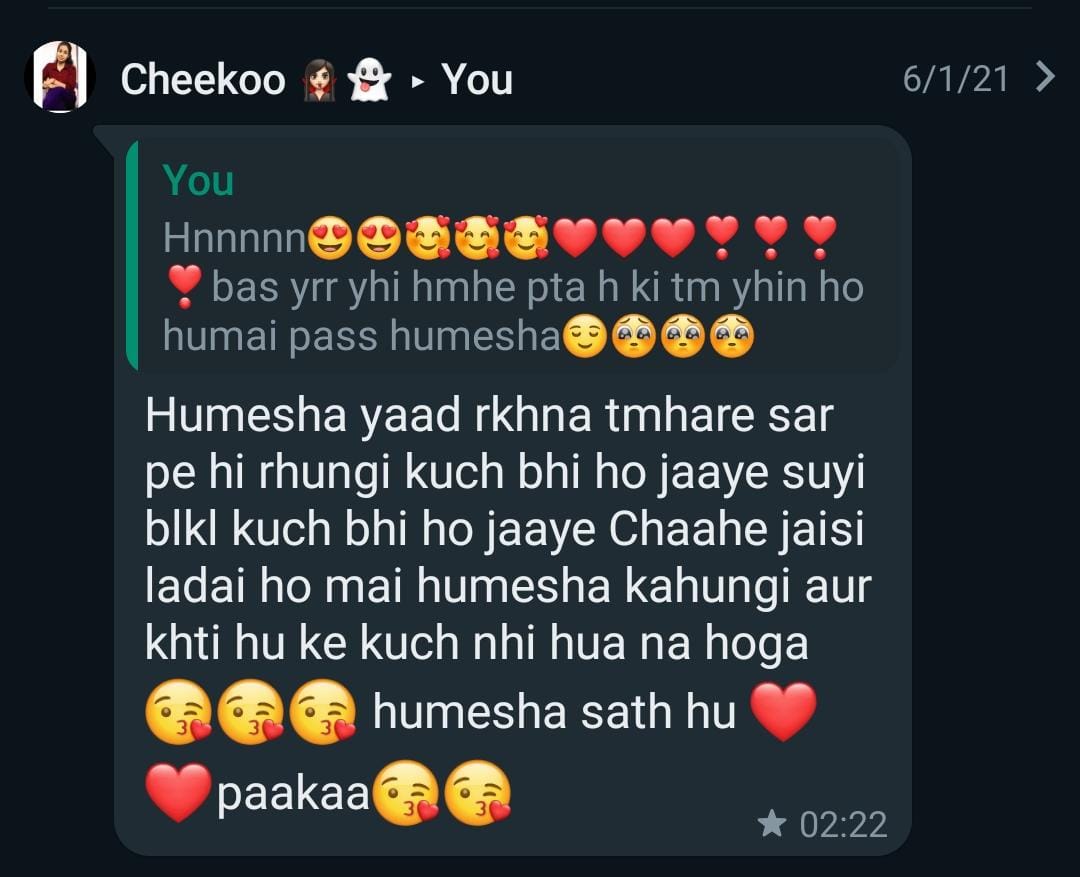 Cheekoo 🧛🏻‍♀️👻 ▸ You 6/1/21
You
Hnnnnn😍😍🥰🥰🥰❤️❤️❤️❣️❣️❣️
❣️bas yrr yhi hmhe pta h ki tm yhin ho
humai pass humesha😌🥺🥺🥺
Humesha yaad rkhna tmhare sar
pe hi rhungi kuch bhi ho jaaye suyi
blkl kuch bhi ho jaaye Chaahe jaisi
ladai ho mai humesha kahungi aur
khti hu ke kuch nhi hua na hoga
😘😘😘 humesha sath hu ❤️
❤️paakaa😘😘
★ 02:22